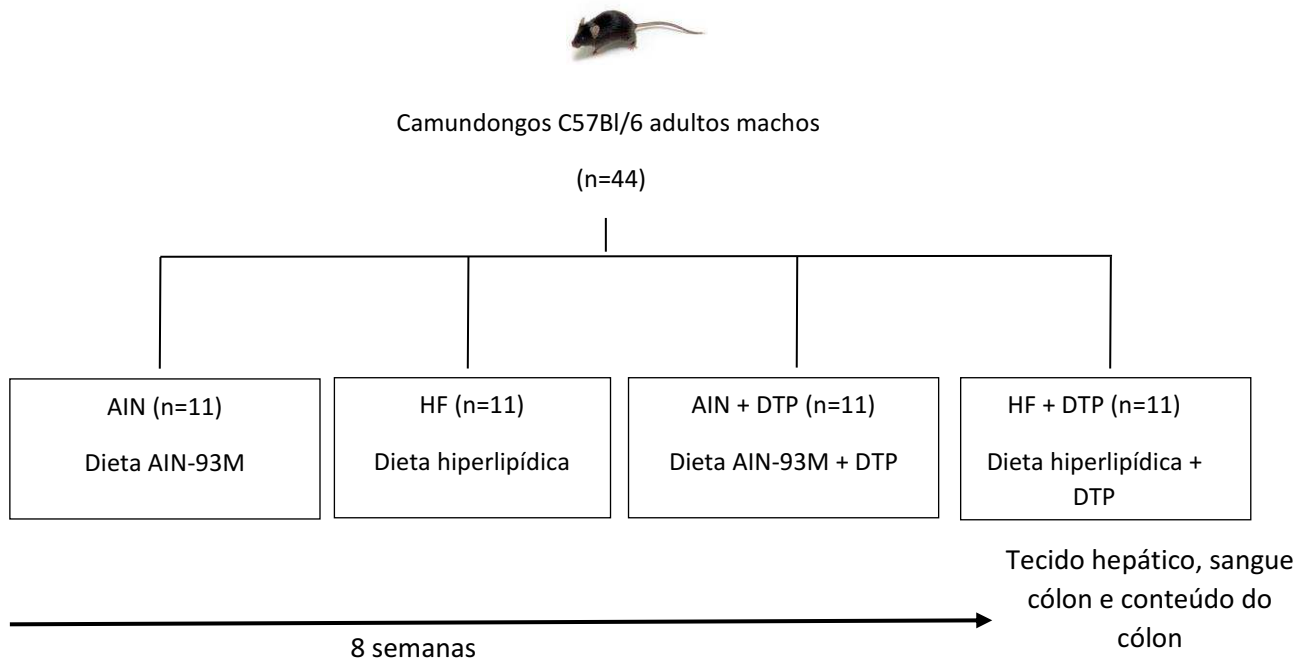 Camundongos C57Bl/6 adultos machos
(n=44)
AIN (n=11)
Dieta AIN-93M
HF (n=11)
Dieta hiperlipídica
AIN + DTP (n=11)
Dieta AIN-93M + DTP
HF + DTP (n=11)
Dieta hiperlipídica +
DTP
Tecido hepático, sangue
cólon e conteúdo do
cólon
8 semanas